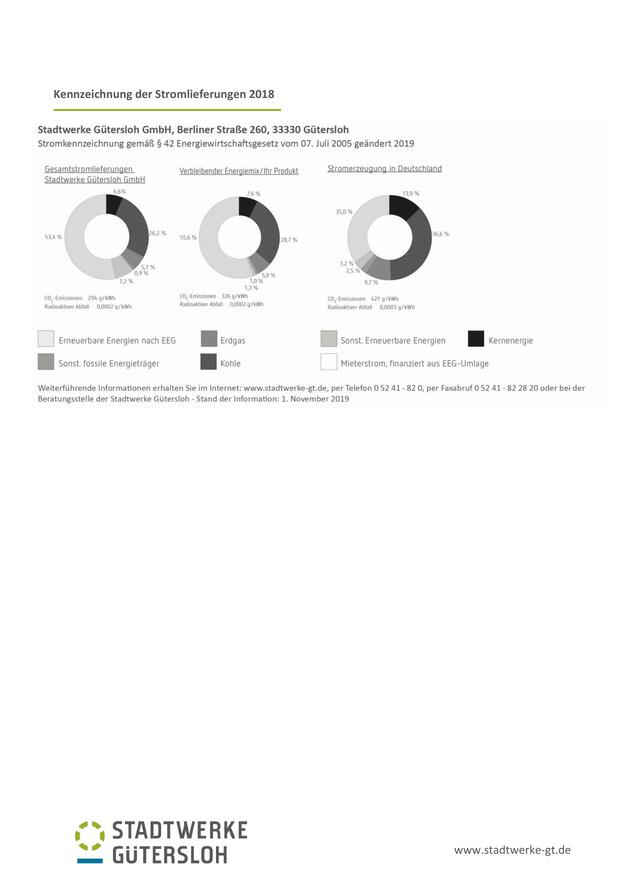 Kennzeichnung der Stromlieferungen 2018
Stadtwerke Gütersloh GmbH, Berliner Straße 260, 33330 Gütersloh
Stromkennzeichnung gemäß § 42 Energiewirtschaftsgesetz vom 07. Juli 2005 geändert 2019
Gesamtstromlieferungen
Stadtwerke Gütersloh GmbH
6,6%
53,4 %
26,2 %
5,7 %
0,9 %
7,2 %
CO2-Emissionen 294 g/kWh
Radioaktiver Abfall 0,0002 g/kWh
Verbleibender Energiemix/Ihr Produkt
7,6 %
55,6 %
28,7 %
5,8 %
1,0 %
1,3 %
CO2-Emissionen 326 g/kWh
Radioaktiver Abfall 0,0002 g/kWh
Stromerzeugung in Deutschland
13,0 %
35,0 %
36,6 %
3,2 %
2,5 %
9,7 %
CO2-Emissionen 421 g/kWh
Radioaktiver Abfall 0,0003 g/kWh
Erneuerbare Energien nach EEG
Erdgas
Sonst. Erneuerbare Energien
Kernenergie
Sonst. fossile Energieträger
Kohle
Mieterstrom, finanziert aus EEG-Umlage
Weiterführende Informationen erhalten Sie im Internet: www.stadtwerke-gt.de, per Telefon 0 52 41 - 82 0, per Faxabruf 0 52 41 - 82 28 20 oder bei der
Beratungsstelle der Stadtwerke Gütersloh - Stand der Information: 1. November 2019
STADTWERKE
GÜTERSLOH
www.stadtwerke-gt.de